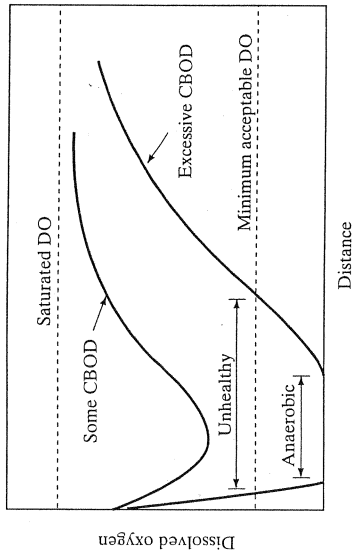 Saturated DO
Some CBOD
Excessive CBOD
Minimum acceptable DO
Unhealthy
Anaerobic
Distance
Dissolved oxygen